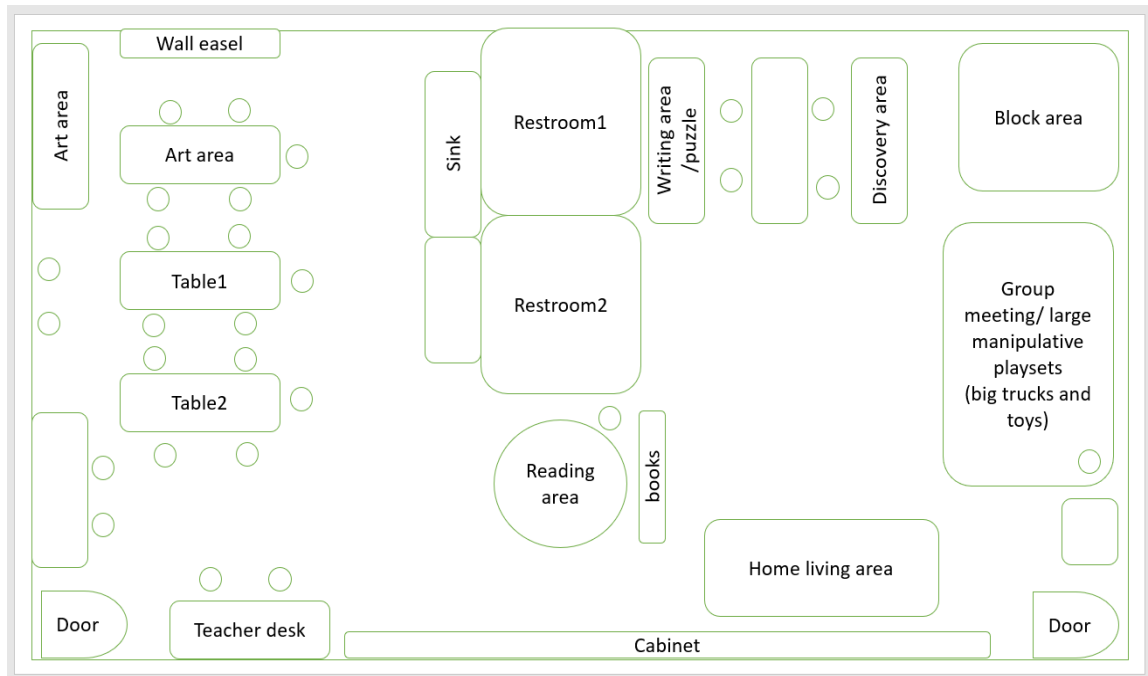 Wall easel
Art area
Art area
Sink
Restroom1
Writing area
/puzzle
Discovery area
Block area
Table1
Restroom2
Group
meeting/ large
manipulative
playsets
(big trucks and
toys)
Table2
Reading
area
books
Home living area
Door
Teacher desk
Cabinet
Door